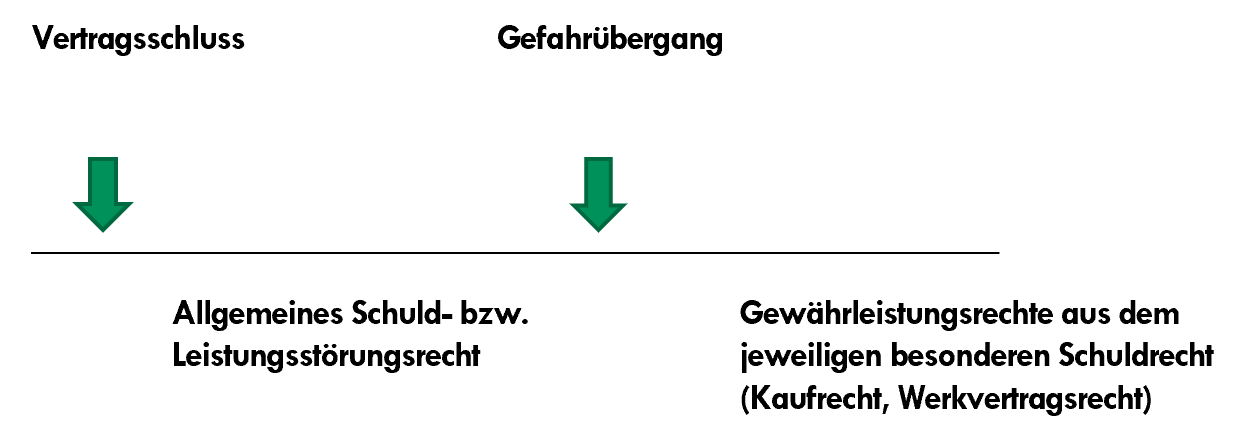 Vertragsschluss
Gefahrübergang
Allgemeines Schuld- bzw.
Leistungsstörungsrecht
Gewährleistungsrechte aus dem
jeweiligen besonderen Schuldrecht
(Kaufrecht, Werkvertragsrecht)